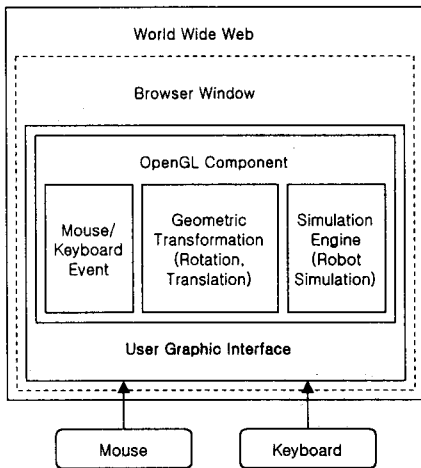 World Wide Web
Browser Window
OpenGL Component
Mouse/
Keyboard
Event
Geometric
Transformation
(Rotation,
Translation)
Simulation
Engine
(Robot
Simulation)
User Graphic Interface
Mouse
Keyboard